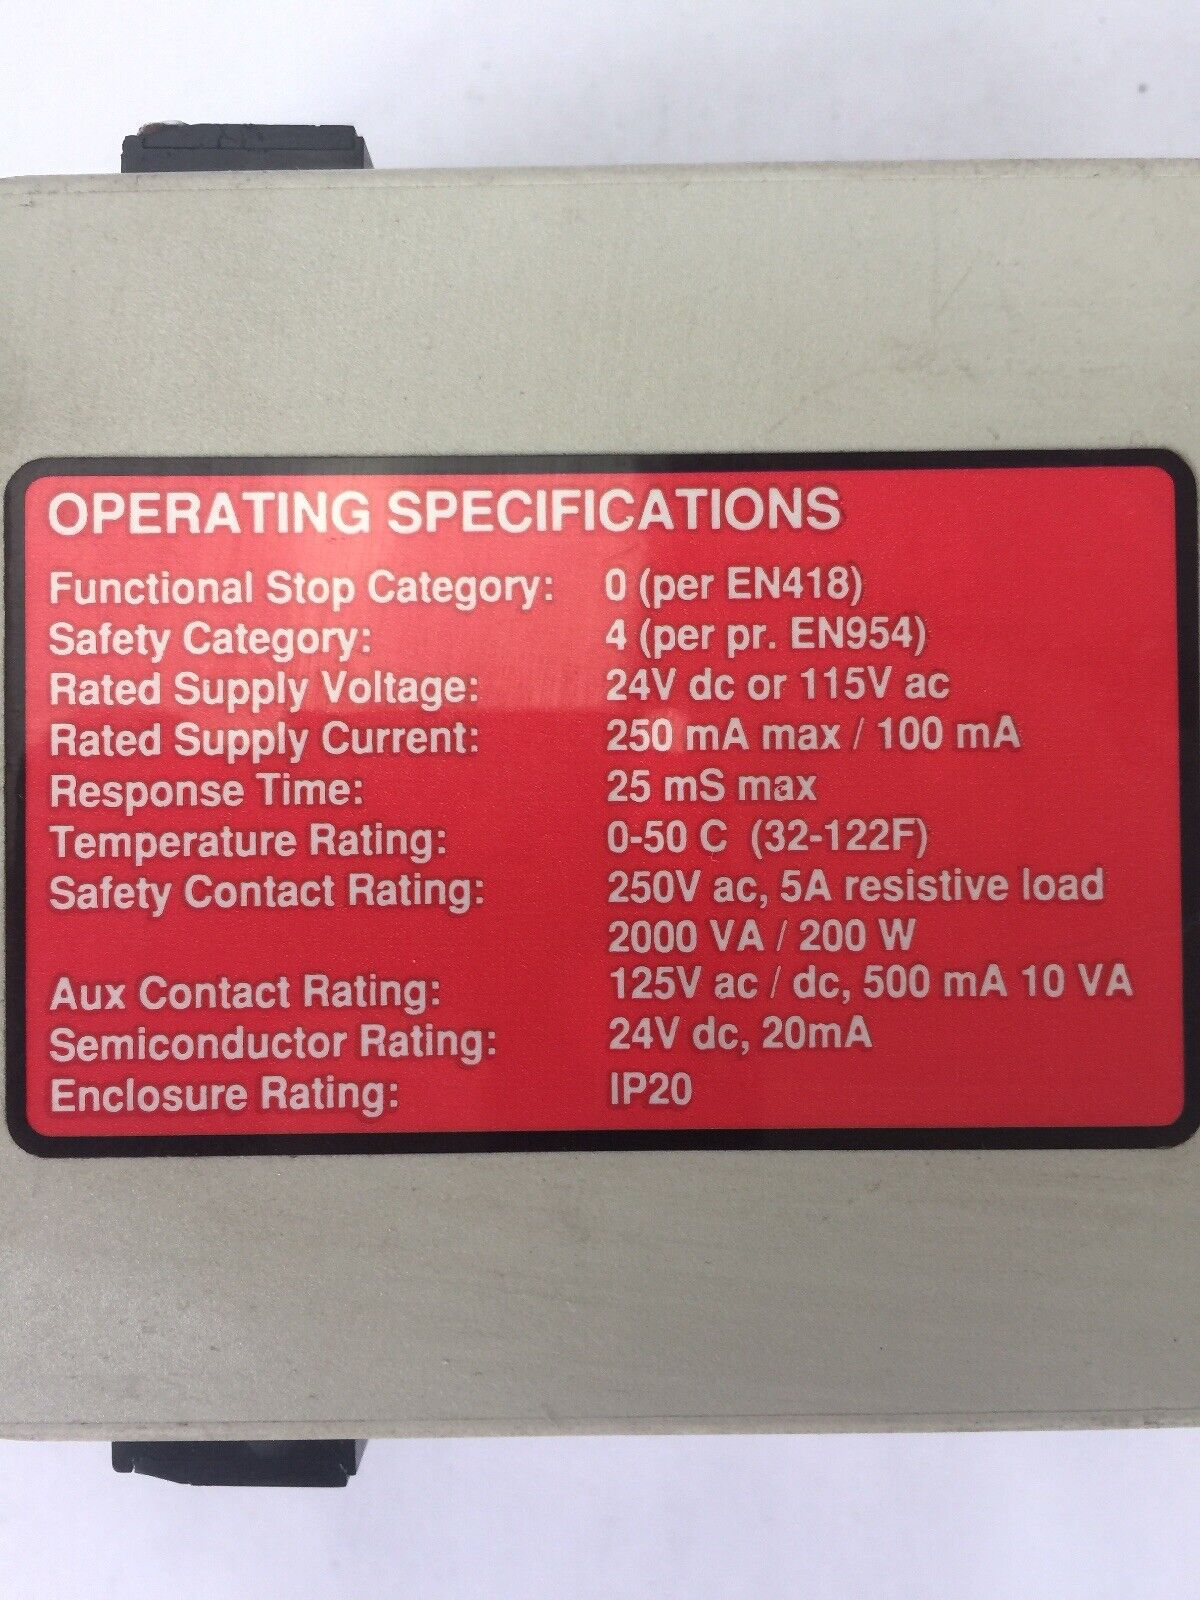 OPERATING SPECIFICATIONS
Functional Stop Category: 0 (per EN418)
Safety Category: 4 (per pr. EN954)
Rated Supply Voltage: 24V dc or 115V ac
Rated Supply Current: 250 mA max / 100 mA
Response Time: 25 mS max
Temperature Rating: 0-50 C (32-122F)
Safety Contact Rating: 250V ac, 5A resistive load
2000 VA / 200 W
Aux Contact Rating: 125V ac / dc, 500 mA 10 VA
Semiconductor Rating: 24V dc, 20mA
Enclosure Rating: IP20